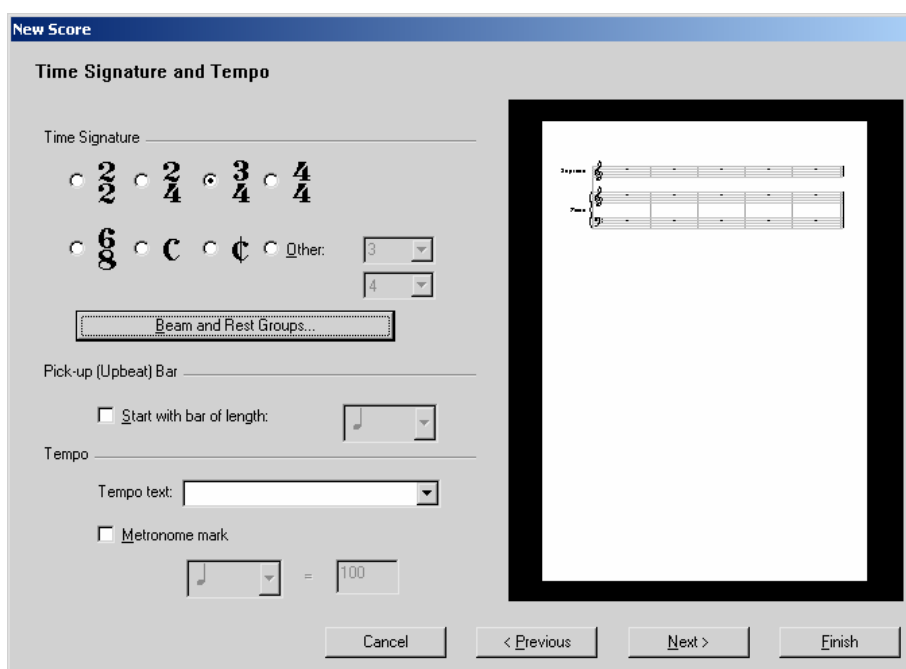 New Score
Time Signature and Tempo
Time Signature
2/2 2/4 3/4 4/4
6/8 C ¢ Other: 3
4
Beam and Rest Groups...
Pick-up (Upbeat) Bar
Start with bar of length:
Tempo
Tempo text:
Metronome mark
= 100
Soprano
Piano
Cancel < Previous Next > Finish